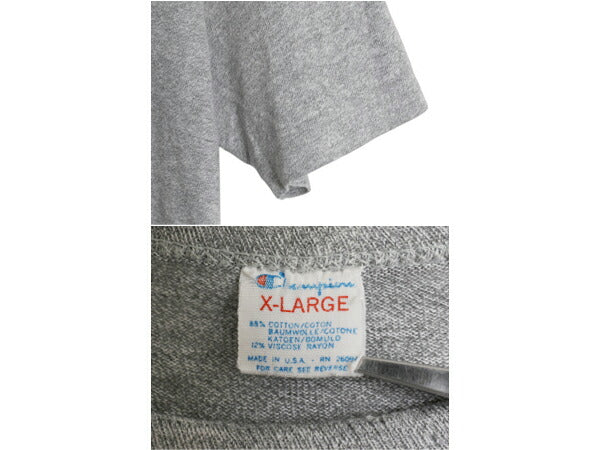 Champion
X-LARGE
88% COTTON/COTON
BAUMWOLLE/COTONE
KATOEN/BOMULD
12% VISCOSE RAYON
MADE IN U.S.A. - RN 26094
FOR CARE SEE REVERSE